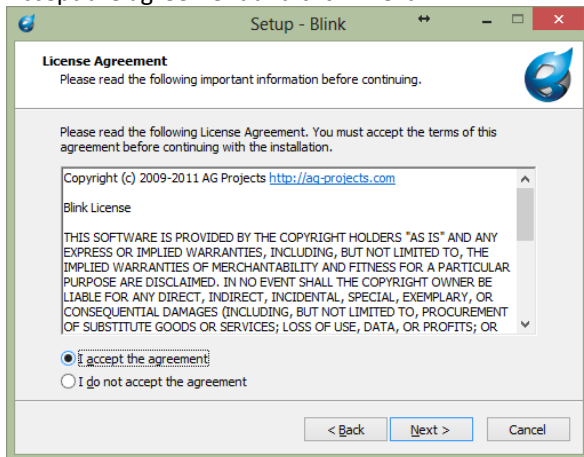 Setup - Blink
License Agreement
Please read the following important information before continuing.
Please read the following License Agreement. You must accept the terms of this
agreement before continuing with the installation.
Copyright (c) 2009-2011 AG Projects http://ag-projects.com
Blink License
THIS SOFTWARE IS PROVIDED BY THE COPYRIGHT HOLDERS "AS IS" AND ANY
EXPRESS OR IMPLIED WARRANTIES, INCLUDING, BUT NOT LIMITED TO, THE
IMPLIED WARRANTIES OF MERCHANTABILITY AND FITNESS FOR A PARTICULAR
PURPOSE ARE DISCLAIMED. IN NO EVENT SHALL THE COPYRIGHT OWNER BE
LIABLE FOR ANY DIRECT, INDIRECT, INCIDENTAL, SPECIAL, EXEMPLARY, OR
CONSEQUENTIAL DAMAGES (INCLUDING, BUT NOT LIMITED TO, PROCUREMENT
OF SUBSTITUTE GOODS OR SERVICES; LOSS OF USE, DATA, OR PROFITS; OR
I accept the agreement
I do not accept the agreement
< Back
Next >
Cancel